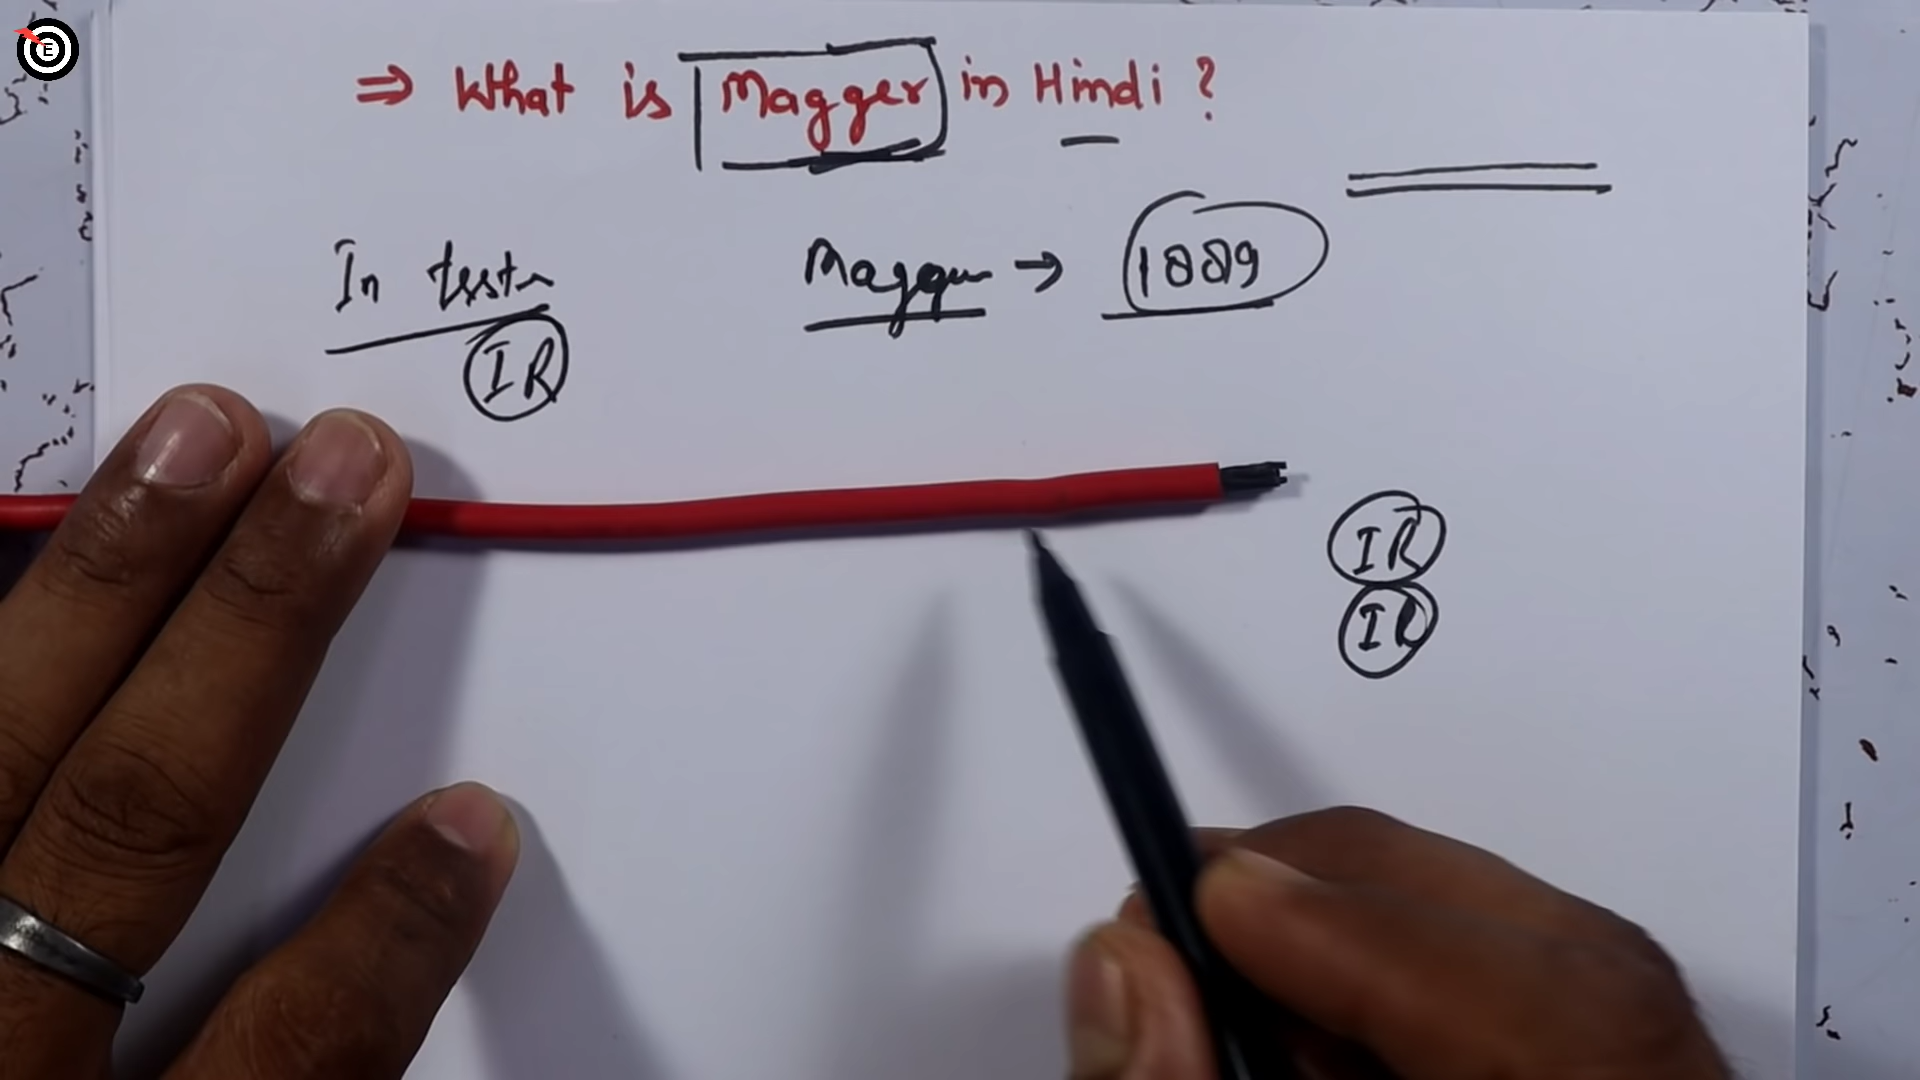 ⇒ What is Magger in Hindi ?
In tester
Magger → 1889
IR
IR
IR
E